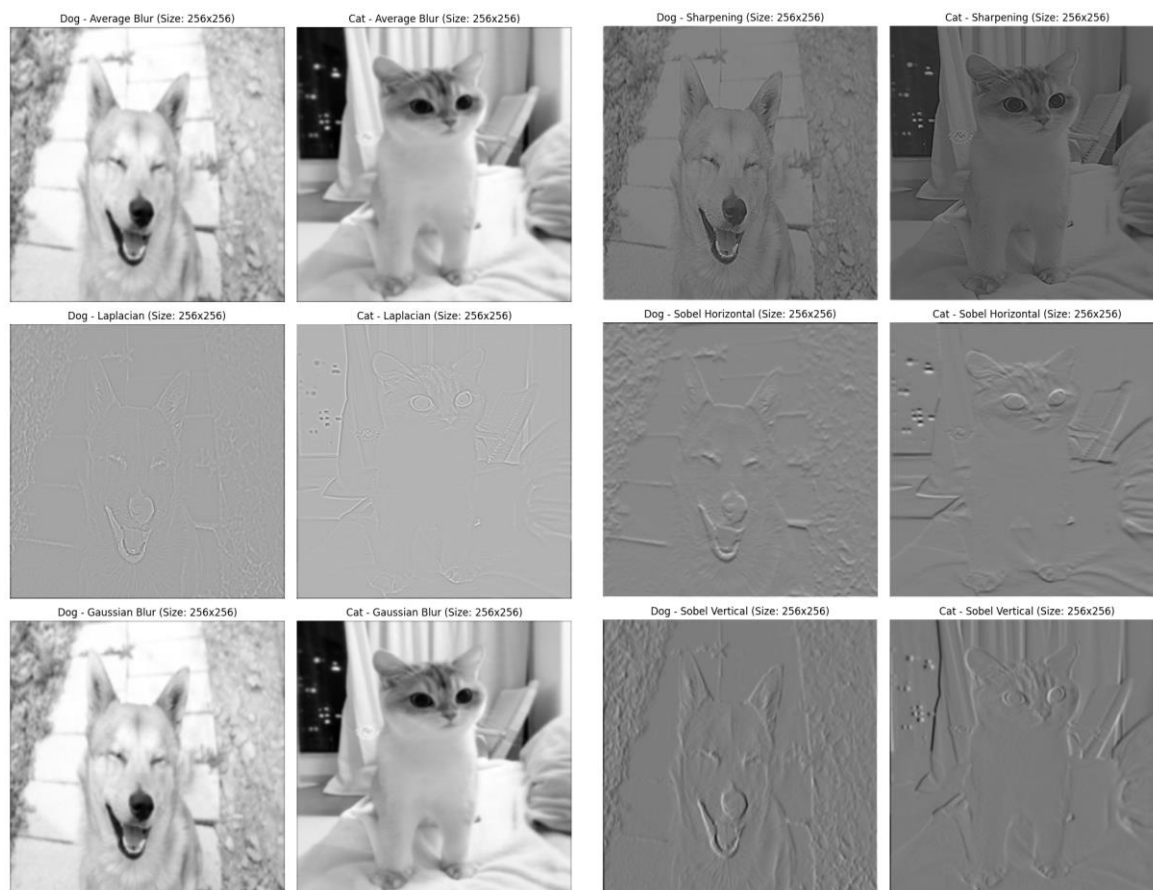 Dog - Average Blur (Size: 256x256)
Cat - Average Blur (Size: 256x256)
Dog - Sharpening (Size: 256x256)
Cat - Sharpening (Size: 256x256)
Dog - Laplacian (Size: 256x256)
Cat - Laplacian (Size: 256x256)
Dog - Sobel Horizontal (Size: 256x256)
Cat - Sobel Horizontal (Size: 256x256)
Dog - Gaussian Blur (Size: 256x256)
Cat - Gaussian Blur (Size: 256x256)
Dog - Sobel Vertical (Size: 256x256)
Cat - Sobel Vertical (Size: 256x256)